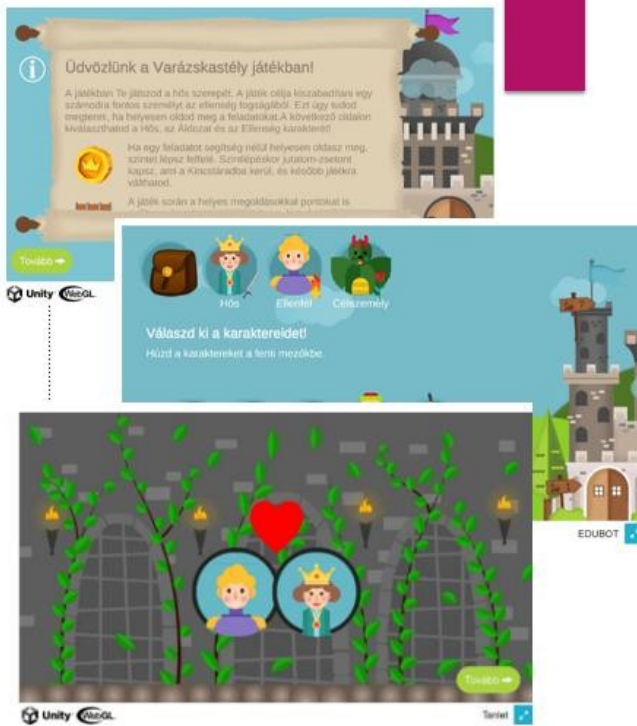 Üdvözlünk a Varázskastély játékban!
A játékban Te játszod a hős szerepét. A játék célja kiszabadítani egy
számodra fontos személyt az ellenség fogságából. Ezt úgy tudod
megtenni, ha helyesen oldod meg a feladatokat.A következő oldalon
kiválaszthatod a Hős, az Áldozat és az Ellenség karakterét!
Ha egy feladatot segítség nélül helyesen oldasz meg,
szintet lépsz felfelé. Szintlépéskor jutalom-zsetont
kapsz, ami a Kincstáradba kerül, és később játékra
válthatod.
A játék során a helyes megoldásokkal pontokat is
Tovább
Unity WebGL
Hős
Ellenfél
Célszemély
Válaszd ki a karaktereidet!
Húzd a karaktereket a fenti mezőkbe.
EDUBOT
Tovább
Unity WebGL
Tanlet